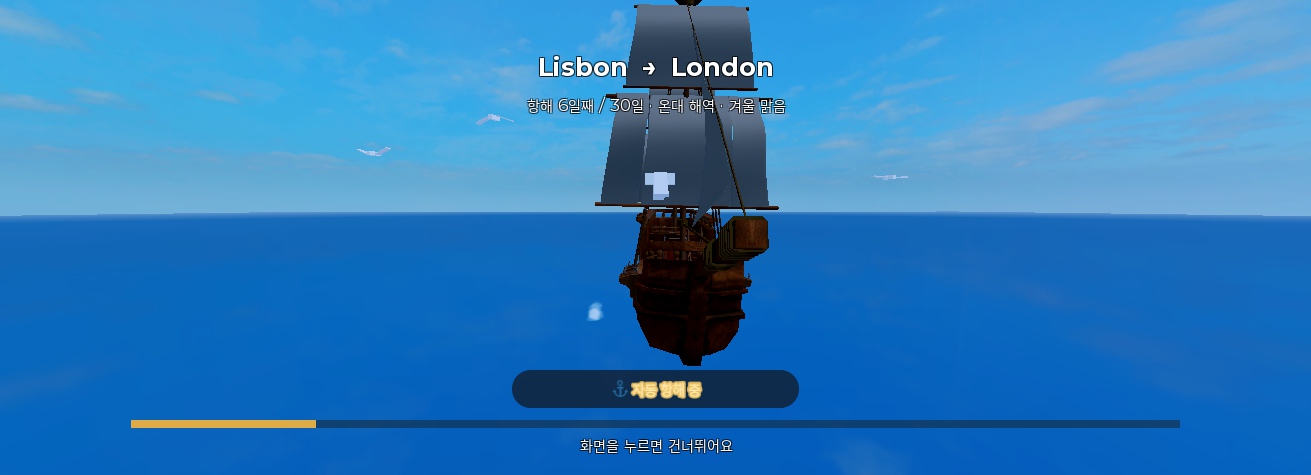 Lisbon → London
항해 6일째 / 30일 · 온대 해역 · 겨울 맑음
⚓ 자동 항해 중
화면을 누르면 건너뛰어요